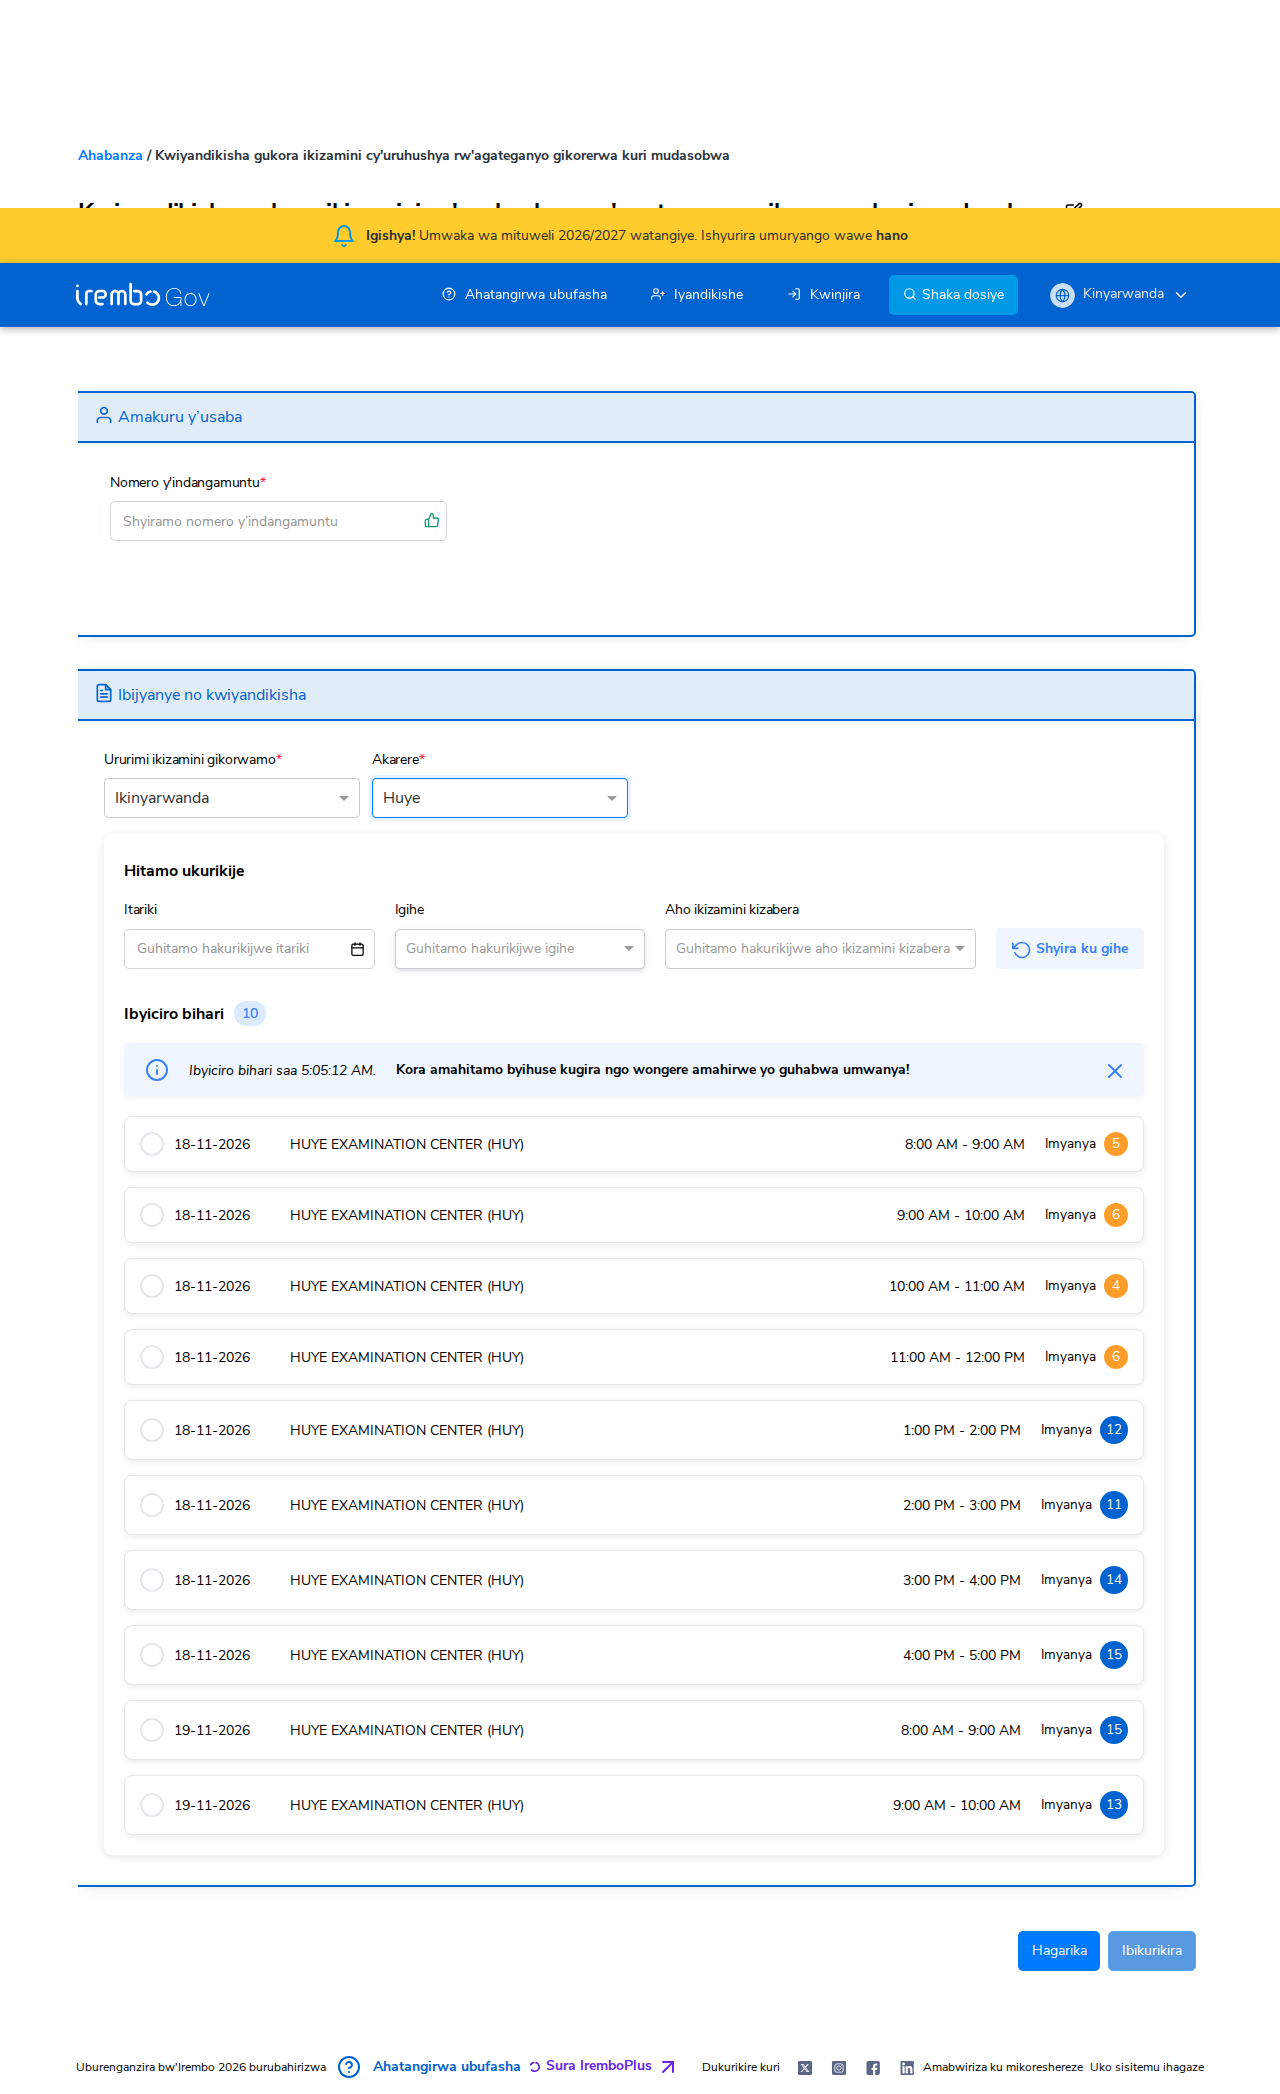 Ahabanza / Kwiyandikisha gukora ikizamini cy'uruhushya rw'agateganyo gikorerwa kuri mudasobwa
Igishya! Umwaka wa mituweli 2026/2027 watangiye. Ishyurira umuryango wawe hano
irembo Gov
Ahatangirwa ubufasha
Iyandikishe
Kwinjira
Shaka dosiye
Kinyarwanda
Amakuru y’usaba
Nomero y'indangamuntu*
Shyiramo nomero y’indangamuntu
Ibijyanye no kwiyandikisha
Ururimi ikizamini gikorwamo* Akarere*
Ikinyarwanda Huye
Hitamo ukurikije
Itariki Igihe Aho ikizamini kizabera
Guhitamo hakurikijwe itariki Guhitamo hakurikijwe igihe Guhitamo hakurikijwe aho ikizamini kizabera Shyira ku gihe
Ibyiciro bihari 10
Ibyiciro bihari saa 5:05:12 AM. Kora amahitamo byihuse kugira ngo wongere amahirwe yo guhabwa umwanya!
18-11-2026 HUYE EXAMINATION CENTER (HUY) 8:00 AM - 9:00 AM Imyanya 5
18-11-2026 HUYE EXAMINATION CENTER (HUY) 9:00 AM - 10:00 AM Imyanya 6
18-11-2026 HUYE EXAMINATION CENTER (HUY) 10:00 AM - 11:00 AM Imyanya 4
18-11-2026 HUYE EXAMINATION CENTER (HUY) 11:00 AM - 12:00 PM Imyanya 6
18-11-2026 HUYE EXAMINATION CENTER (HUY) 1:00 PM - 2:00 PM Imyanya 12
18-11-2026 HUYE EXAMINATION CENTER (HUY) 2:00 PM - 3:00 PM Imyanya 11
18-11-2026 HUYE EXAMINATION CENTER (HUY) 3:00 PM - 4:00 PM Imyanya 14
18-11-2026 HUYE EXAMINATION CENTER (HUY) 4:00 PM - 5:00 PM Imyanya 15
19-11-2026 HUYE EXAMINATION CENTER (HUY) 8:00 AM - 9:00 AM Imyanya 15
19-11-2026 HUYE EXAMINATION CENTER (HUY) 9:00 AM - 10:00 AM Imyanya 13
Hagarika Ibikurikira
Uburenganzira bw'Irembo 2026 burubahirizwa Ahatangirwa ubufasha Sura IremboPlus Dukurikire kuri Amabwiriza ku mikoreshereze Uko sisitemu ihagaze